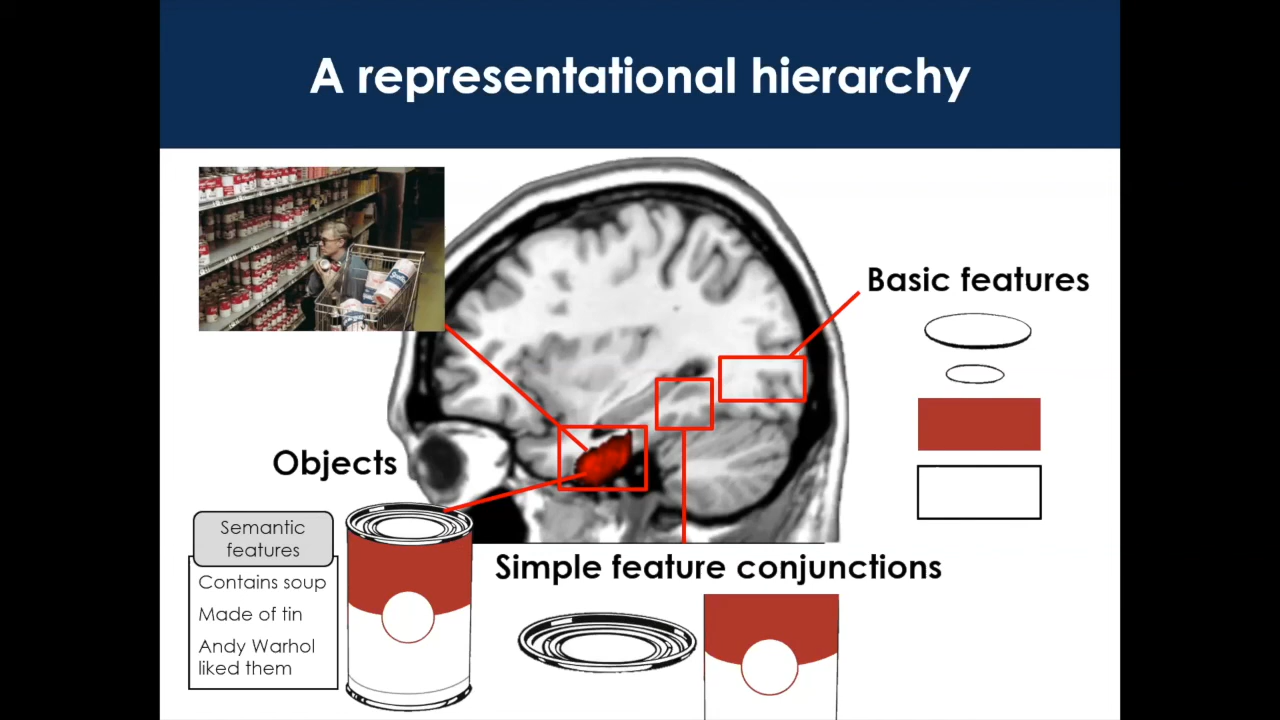 A representational hierarchy
Basic features
Objects
Semantic
features
Contains soup
Made of tin
Andy Warhol
liked them
Simple feature conjunctions